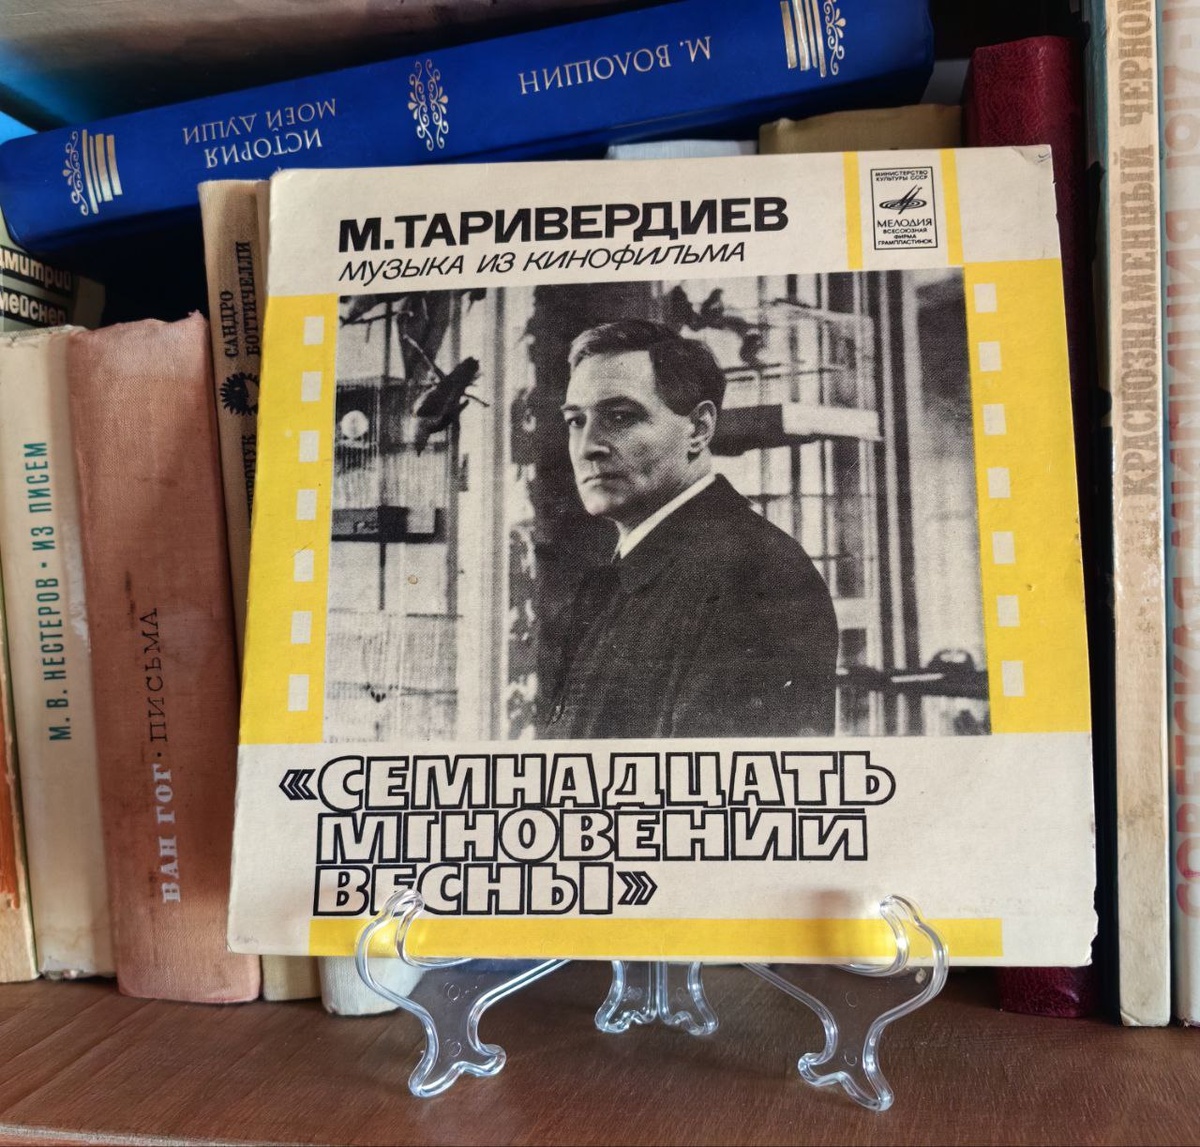 М. ВОЛОШИН
ИСТОРИЯ
МОЕЙ ДУШИ
М.ТАРИВЕРДИЕВ
МУЗЫКА ИЗ КИНОФИЛЬМА
МИНИСТЕРСТВО
КУЛЬТУРЫ СССР
МЕЛОДИЯ
ВСЕСОЮЗНАЯ
ФИРМА
ГРАМПЛАСТИНОК
«СЕМНАДЦАТЬ
МГНОВЕНИЙ
ВЕСНЫ»
М. В. НЕСТЕРОВ · ИЗ ПИСЕМ
ВАН ГОГ · ПИСЬМА
САНДРО
БОТТИЧЕЛЛИ
КРАСНОЗНАМЕННЫЙ